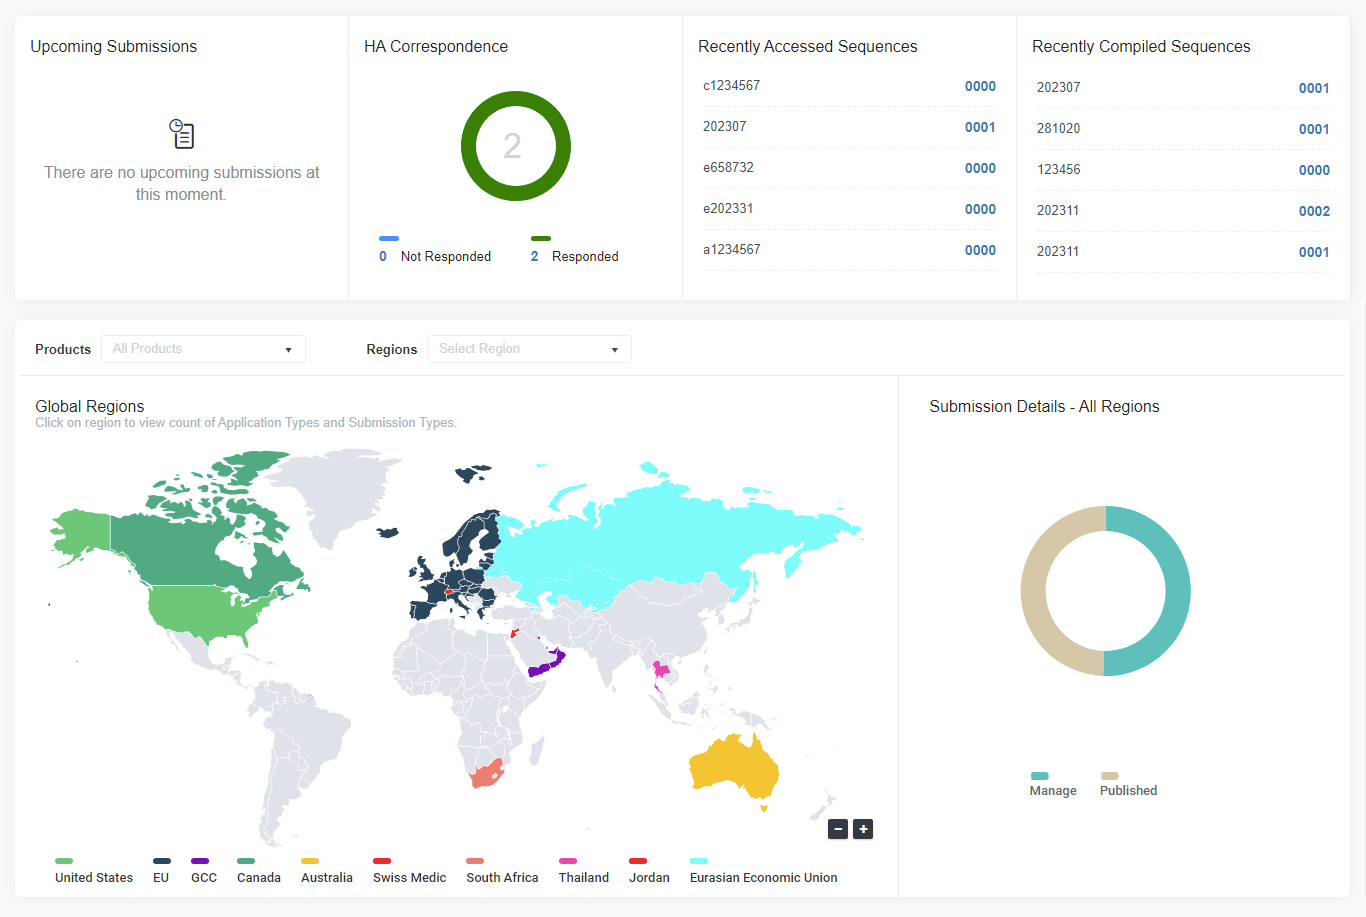 Upcoming Submissions
There are no upcoming submissions at
this moment.
HA Correspondence
2
0 Not Responded
2 Responded
Recently Accessed Sequences
c1234567 0000
202307 0001
e658732 0000
e202331 0000
a1234567 0000
Recently Compiled Sequences
202307 0001
281020 0001
123456 0000
202311 0002
202311 0001
Products All Products
Regions Select Region
Global Regions
Click on region to view count of Application Types and Submission Types.
− +
United States EU GCC Canada Australia Swiss Medic South Africa Thailand Jordan Eurasian Economic Union
Submission Details - All Regions
Manage Published